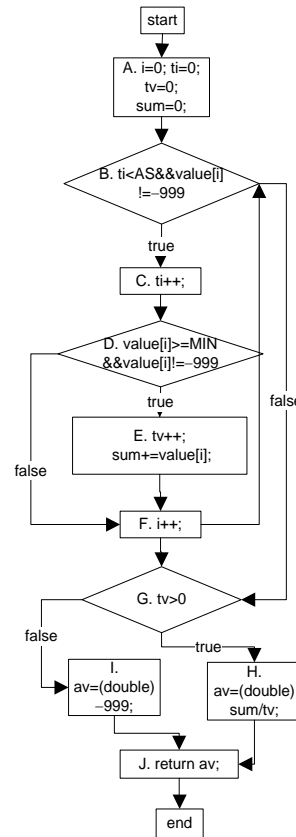 start
A. i=0; ti=0;
tv=0;
sum=0;
B. ti<AS&&value[i]
!=−999
true
C. ti++;
D. value[i]>=MIN
&&value[i]!=−999
true
false
false
E. tv++;
sum+=value[i];
F. i++;
G. tv>0
false
true
I.
av=(double)
−999;
H.
av=(double)
sum/tv;
J. return av;
end